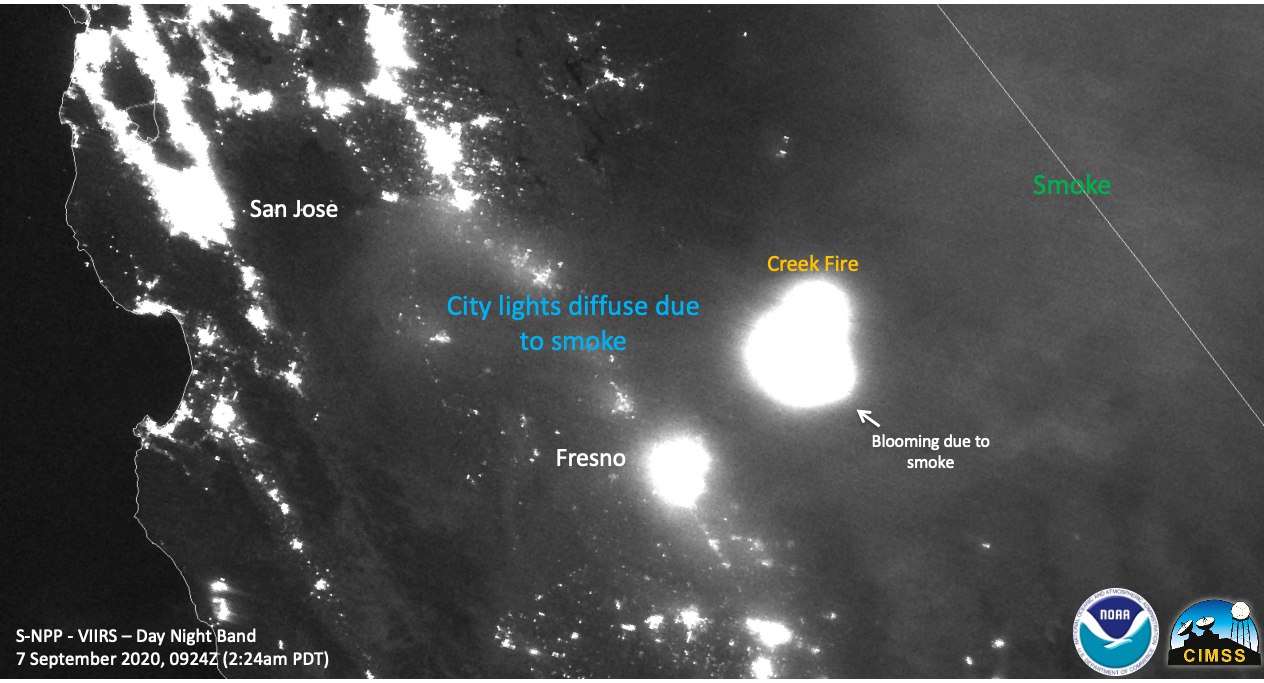 Smoke
San Jose
Creek Fire
City lights diffuse due
to smoke
Blooming due to
smoke
Fresno
S-NPP - VIIRS – Day Night Band
7 September 2020, 0924Z (2:24am PDT)
NOAA
CIMSS